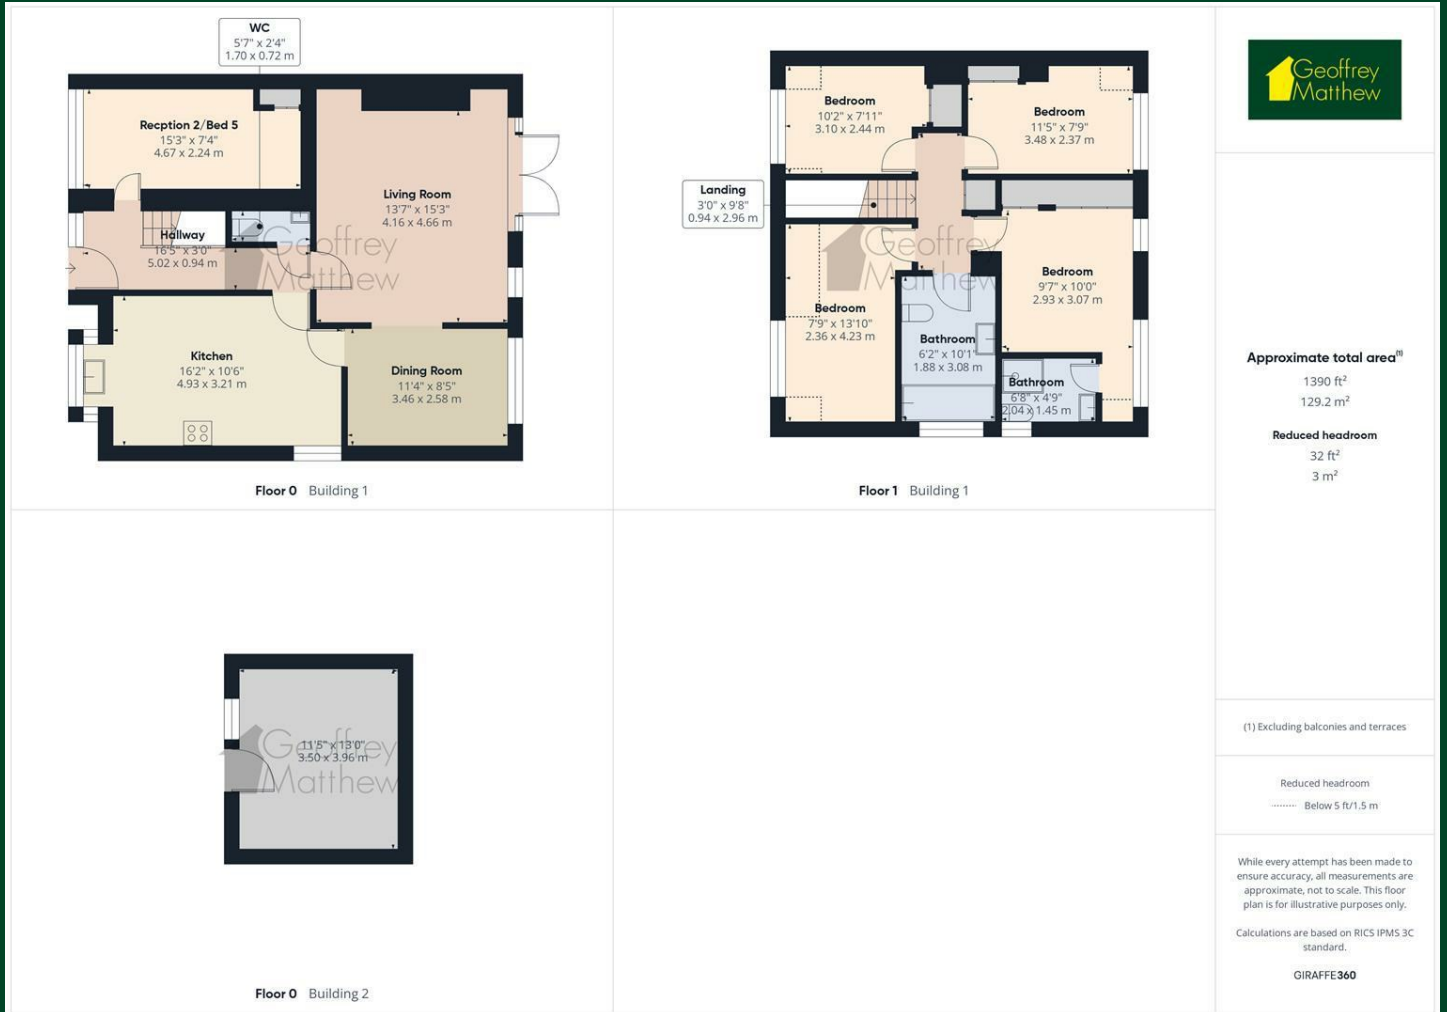 WC
5'7" x 2'4"
1.70 x 0.72 m
Recption 2/Bed 5
15'3" x 7'4"
4.67 x 2.24 m
Living Room
13'7" x 15'3"
4.16 x 4.66 m
Hallway
16'5" x 3'0"
5.02 x 0.94 m
Geoffrey
Matthew
Kitchen
16'2" x 10'6"
4.93 x 3.21 m
Dining Room
11'4" x 8'5"
3.46 x 2.58 m
Floor 0 Building 1
Bedroom
10'2" x 7'11"
3.10 x 2.44 m
Bedroom
11'5" x 7'9"
3.48 x 2.37 m
Landing
3'0" x 9'8"
0.94 x 2.96 m
Geoffrey
Matthew
Bedroom
9'7" x 10'0"
2.93 x 3.07 m
Bedroom
7'9" x 13'10"
2.36 x 4.23 m
Bathroom
6'2" x 10'1"
1.88 x 3.08 m
Bathroom
6'8" x 4'9"
2.04 x 1.45 m
Floor 1 Building 1
11'5" x 13'0"
3.50 x 3.96 m
Geoffrey
Matthew
Floor 0 Building 2
Geoffrey
Matthew
Approximate total area(1)
1390 ft²
129.2 m²
Reduced headroom
32 ft²
3 m²
(1) Excluding balconies and terraces
Reduced headroom
Below 5 ft/1.5 m
While every attempt has been made to
ensure accuracy, all measurements are
approximate, not to scale. This floor
plan is for illustrative purposes only.
Calculations are based on RICS IPMS 3C
standard.
GIRAFFE360